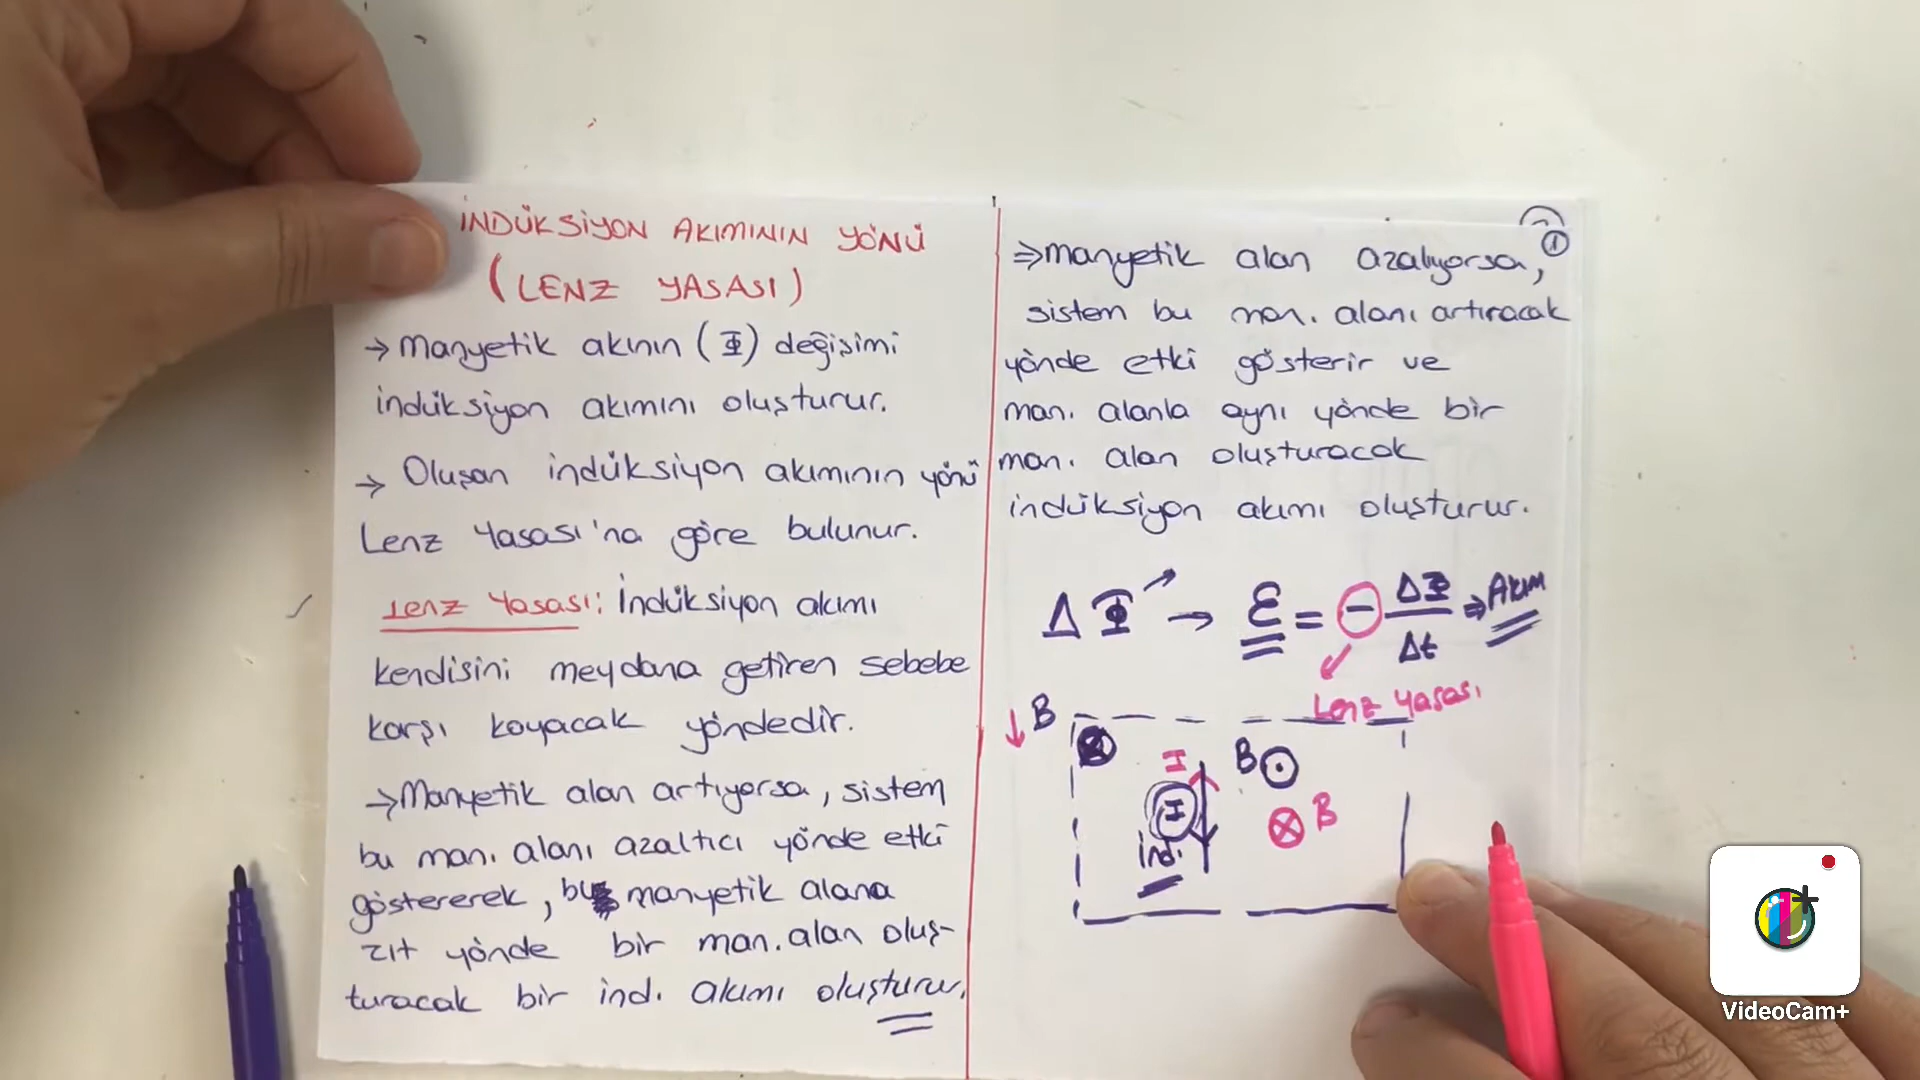 İNDÜKSİYON AKIMININ YÖNÜ
(LENZ YASASI)
→ Manyetik akının (Φ) değişimi
indüksiyon akımını oluşturur.
→ Oluşan indüksiyon akımının yönü
Lenz Yasası'na göre bulunur.
Lenz Yasası: İndüksiyon akımı
kendisini meydana getiren sebebe
karşı koyacak yöndedir.
→ Manyetik alan artıyorsa, sistem
bu man. alanı azaltıcı yönde etki
göstererek, bu manyetik alana
zıt yönde bir man. alan oluş-
turacak bir ind. akımı oluşturur.
①
⇒ Manyetik alan azalıyorsa,
sistem bu man. alanı artıracak
yönde etki gösterir ve
man. alanla aynı yönde bir
man. alan oluşturacak
indüksiyon akımı oluşturur.
ΔΦ → ε = - ΔΦ/Δt ⇒ Akım
Lenz Yasası
↓ B
I B ⊙
I ⊗ B
ind.
VideoCam+